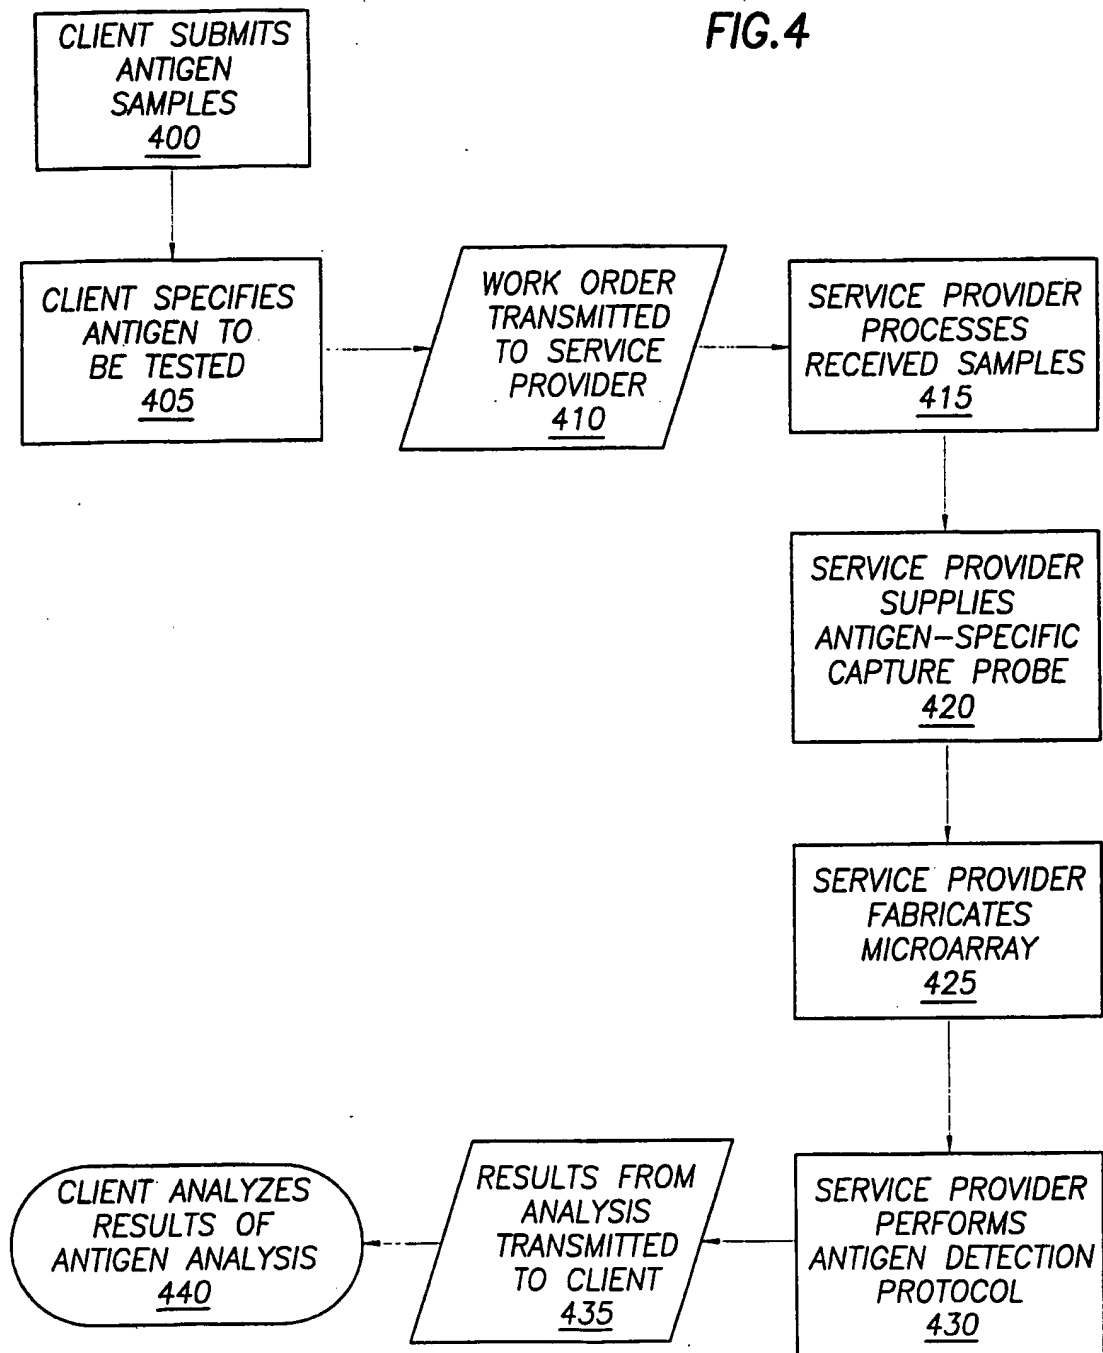 FIG.4
CLIENT SUBMITS
ANTIGEN
SAMPLES
400
CLIENT SPECIFIES
ANTIGEN TO
BE TESTED
405
WORK ORDER
TRANSMITTED
TO SERVICE
PROVIDER
410
SERVICE PROVIDER
PROCESSES
RECEIVED SAMPLES
415
SERVICE PROVIDER
SUPPLIES
ANTIGEN-SPECIFIC
CAPTURE PROBE
420
SERVICE PROVIDER
FABRICATES
MICROARRAY
425
SERVICE PROVIDER
PERFORMS
ANTIGEN DETECTION
PROTOCOL
430
RESULTS FROM
ANALYSIS
TRANSMITTED
TO CLIENT
435
CLIENT ANALYZES
RESULTS OF
ANTIGEN ANALYSIS
440